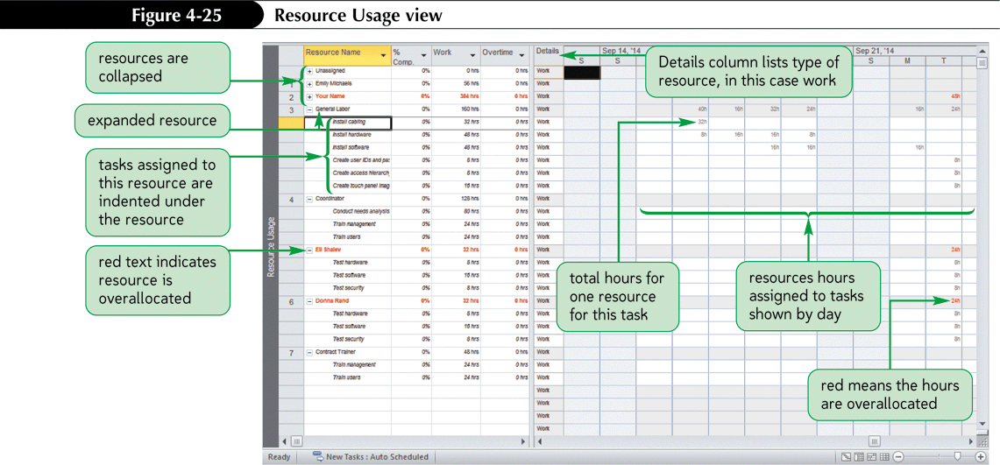 Figure 4-25 Resource Usage view
resources are
collapsed
expanded resource
tasks assigned to
this resource are
indented under
the resource
red text indicates
resource is
overallocated
Details column lists type of
resource, in this case work
total hours for
one resource
for this task
resources hours
assigned to tasks
shown by day
red means the hours
are overallocated
Resource Usage
Resource Name % Comp. Work Overtime Details Sep 14, '14 Sep 21, '14
S S S M T
Unassigned 0% 0 hrs 0 hrs Work
1 Emily Michaels 0% 56 hrs 0 hrs Work
2 Your Name 0% 384 hrs 0 hrs Work 48h
3 General Labor 0% 160 hrs 0 hrs Work 40h 16h 32h 24h 16h 24h
Install cabling 0% 32 hrs 0 hrs Work 32h
Install hardware 0% 48 hrs 0 hrs Work 8h 16h 16h 8h
Install software 0% 48 hrs 0 hrs Work 16h 16h 16h
Create user IDs and pas 0% 8 hrs 0 hrs Work 8h
Create access hierarch 0% 8 hrs 0 hrs Work 8h
Create touch panel imag 0% 16 hrs 0 hrs Work 8h
4 Coordinator 0% 128 hrs 0 hrs Work
Conduct needs analysis 0% 80 hrs 0 hrs Work
Train management 0% 24 hrs 0 hrs Work
Train users 0% 24 hrs 0 hrs Work
Eli Shalev 0% 32 hrs 0 hrs Work 24h
Test hardware 0% 8 hrs 0 hrs Work 8h
Test software 0% 16 hrs 0 hrs Work 8h
Test security 0% 8 hrs 0 hrs Work 8h
6 Donna Rand 0% 32 hrs 0 hrs Work 24h
Test hardware 0% 8 hrs 0 hrs Work 8h
Test software 0% 16 hrs 0 hrs Work 8h
Test security 0% 8 hrs 0 hrs Work 8h
7 Contract Trainer 0% 48 hrs 0 hrs Work
Train management 0% 24 hrs 0 hrs Work
Train users 0% 24 hrs 0 hrs Work
Work
Work
Work
Work
Ready New Tasks : Auto Scheduled